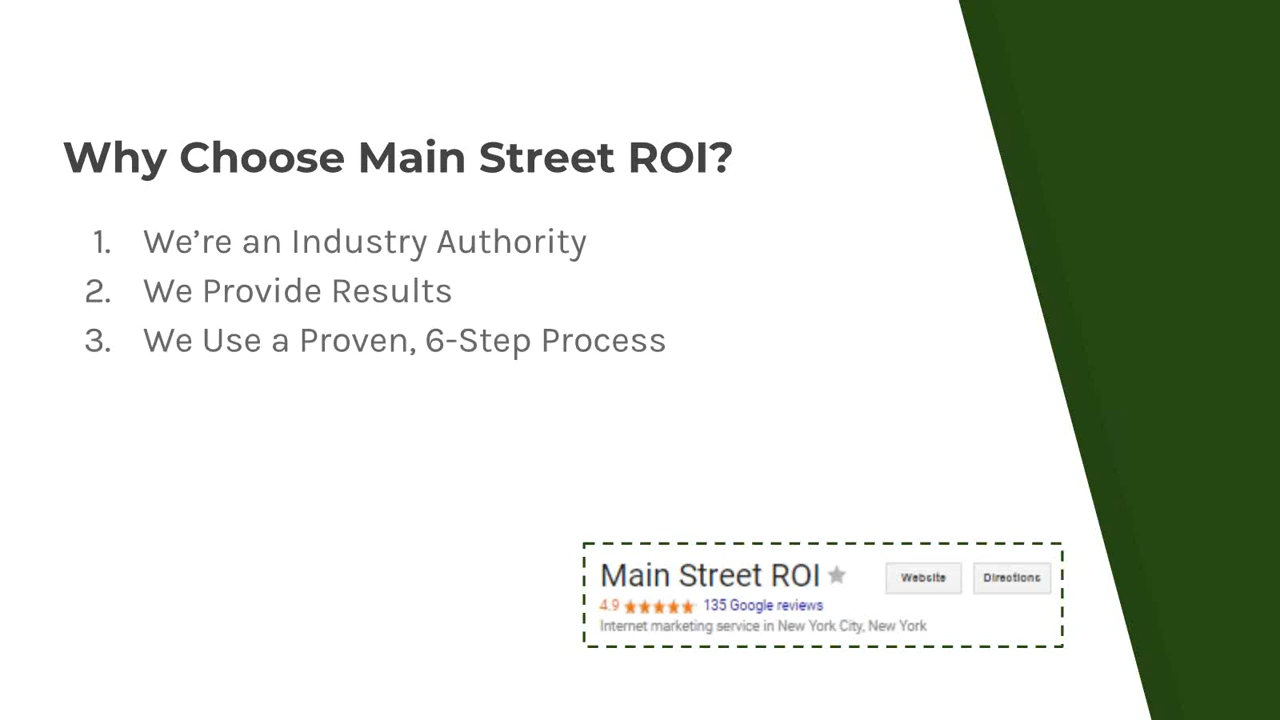 Why Choose Main Street ROI?
1. We’re an Industry Authority
2. We Provide Results
3. We Use a Proven, 6-Step Process
Main Street ROI Website Directions
4.9 135 Google reviews
Internet marketing service in New York City, New York